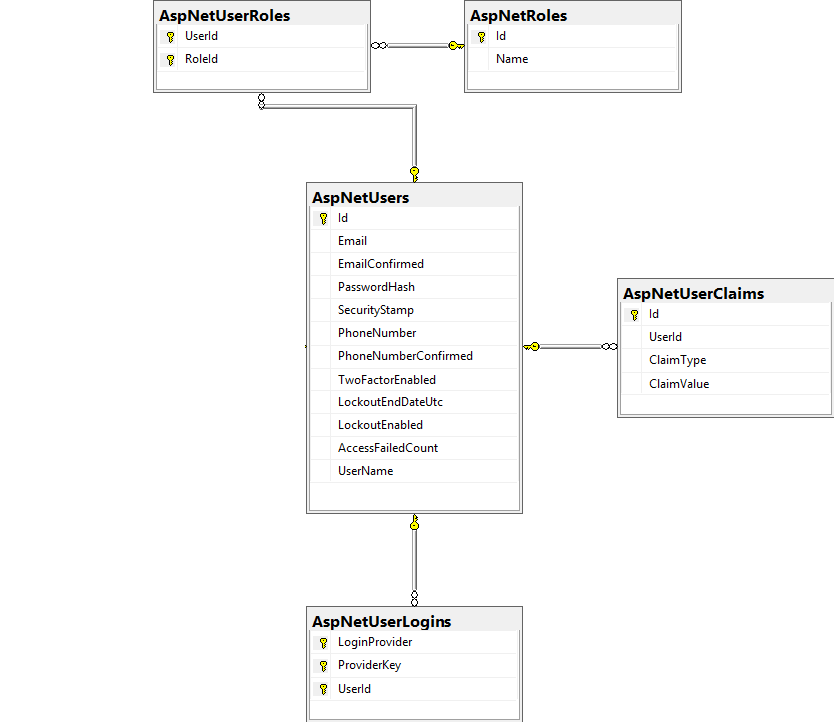 AspNetUserRoles
UserId
RoleId
AspNetRoles
Id
Name
AspNetUsers
Id
Email
EmailConfirmed
PasswordHash
SecurityStamp
PhoneNumber
PhoneNumberConfirmed
TwoFactorEnabled
LockoutEndDateUtc
LockoutEnabled
AccessFailedCount
UserName
AspNetUserClaims
Id
UserId
ClaimType
ClaimValue
AspNetUserLogins
LoginProvider
ProviderKey
UserId